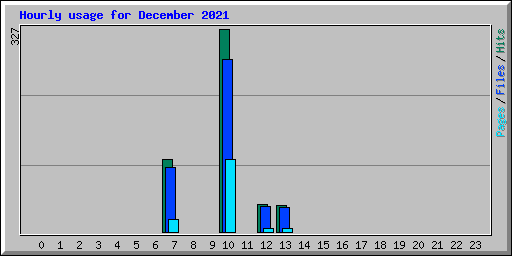 Hourly usage for December 2021
327
Pages/Files/Hits
0 1 2 3 4 5 6 7 8 9 10 11 12 13 14 15 16 17 18 19 20 21 22 23